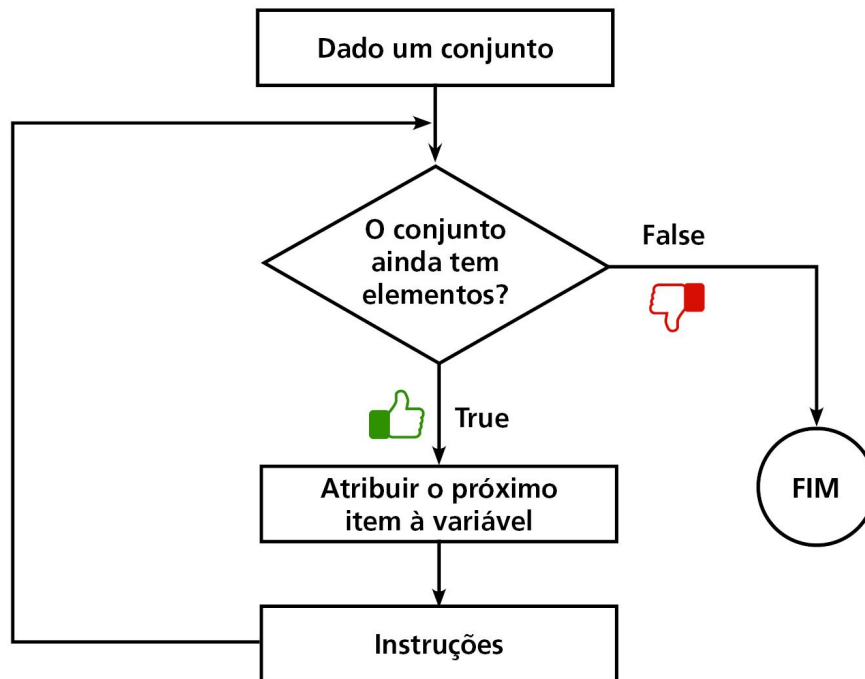 Dado um conjunto
O conjunto
ainda tem
elementos?
False
True
Atribuir o próximo
item à variável
FIM
Instruções